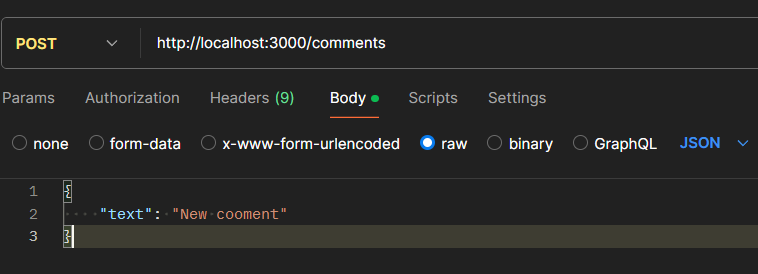 POST http://localhost:3000/comments
Params Authorization Headers (9) Body Scripts Settings
none form-data x-www-form-urlencoded raw binary GraphQL JSON
1 {
2 "text": "New cooment"
3 }